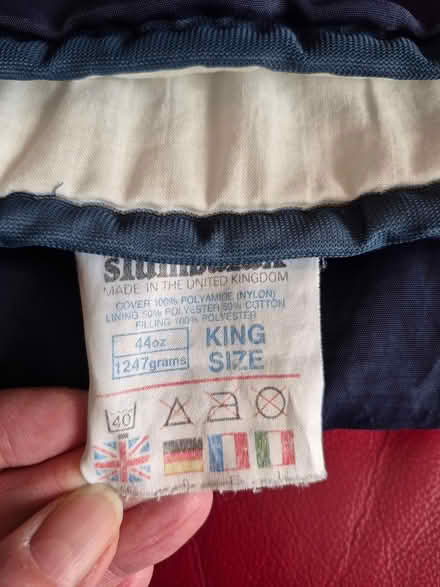 MADE IN THE UNITED KINGDOM
COVER 100% POLYAMIDE (NYLON)
LINING 50% POLYESTER 50% COTTON
FILLING 100% POLYESTER
44oz
1247grams
KING
SIZE
40